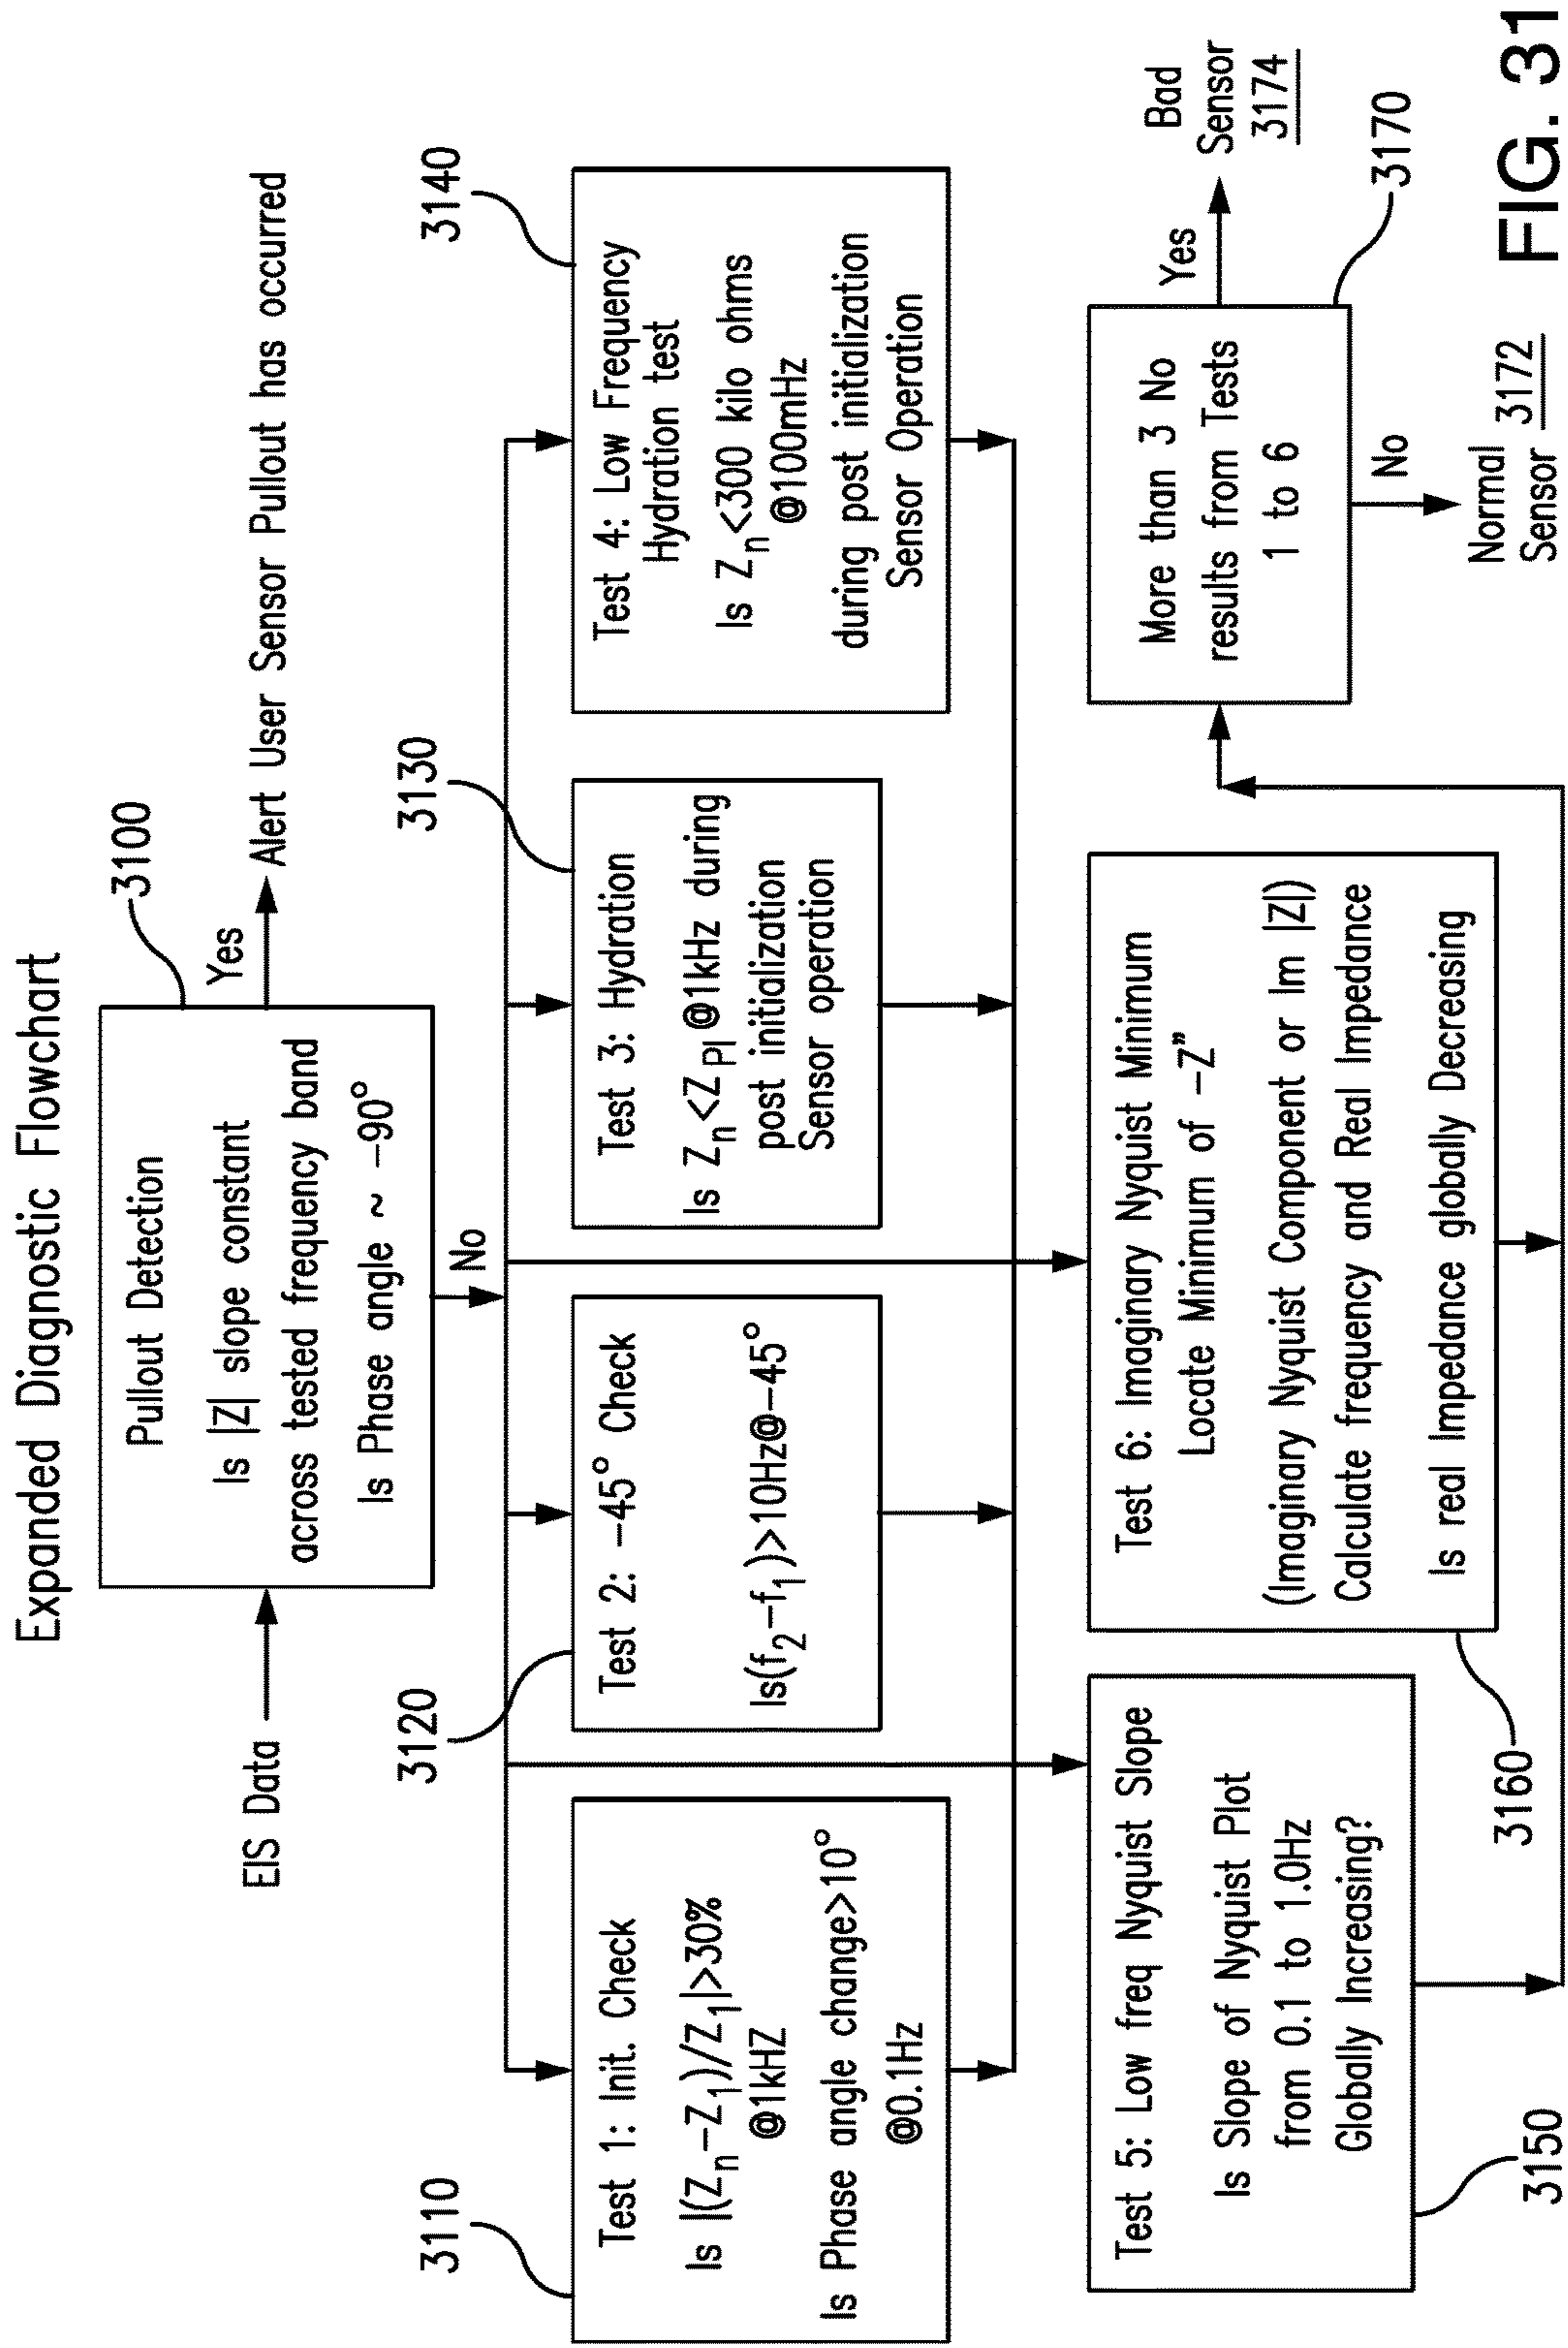 Expanded Diagnostic Flowchart
EIS Data
3100
Pullout Detection
Is |Z| slope constant
across tested frequency band
Is Phase angle ~ −90°
Yes
Alert User Sensor Pullout has occurred
No
3110
Test 1: Init. Check
Is |(Zn−Z1)/Z1|>30%
@1kHZ
Is Phase angle change>10°
@0.1Hz
3120
Test 2: −45° Check
Is(f2−f1)>10Hz@−45°
3130
Test 3: Hydration
Is Zn<ZPI @1kHz during
post initialization
Sensor operation
3140
Test 4: Low Frequency
Hydration test
Is Zn<300 kilo ohms
@100mHz
during post initialization
Sensor Operation
3150
Test 5: Low freq Nyquist Slope
Is Slope of Nyquist Plot
from 0.1 to 1.0Hz
Globally Increasing?
3160
Test 6: Imaginary Nyquist Minimum
Locate Minimum of −Z”
(Imaginary Nyquist Component or Im |Z|)
Calculate frequency and Real Impedance
Is real Impedance globally Decreasing
3170
More than 3 No
results from Tests
1 to 6
Yes
Bad
Sensor
3174
No
Normal
Sensor 3172
FIG. 31